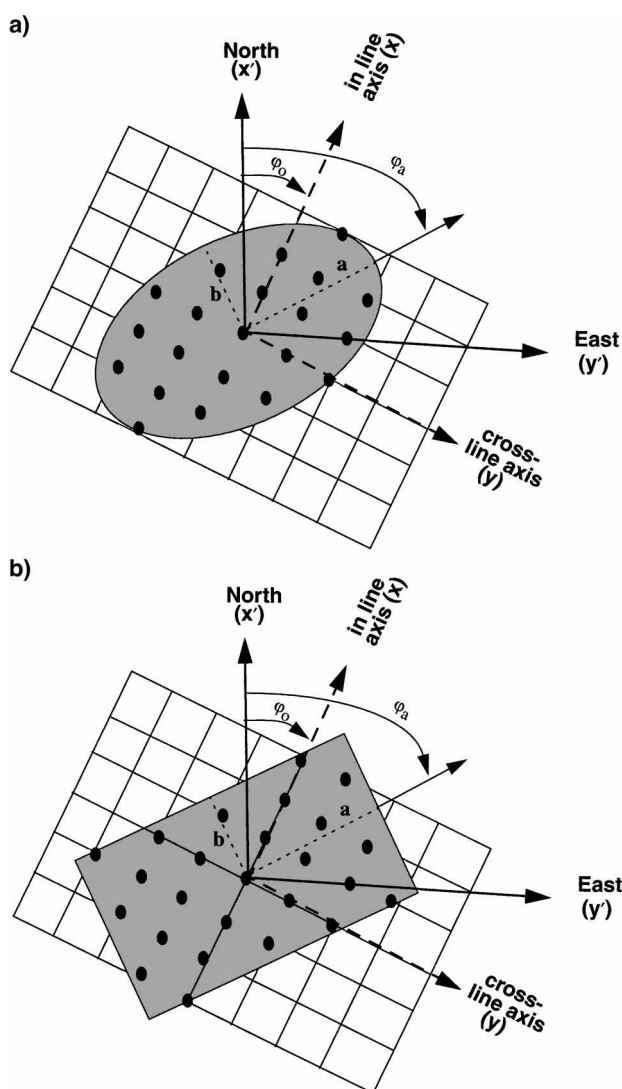 a)
North
(x′)
in line
axis (x)
φo
φa
a
b
East
(y′)
cross-
line axis
(y)
b)
North
(x′)
in line
axis (x)
φo
φa
a
b
East
(y′)
cross-
line axis
(y)